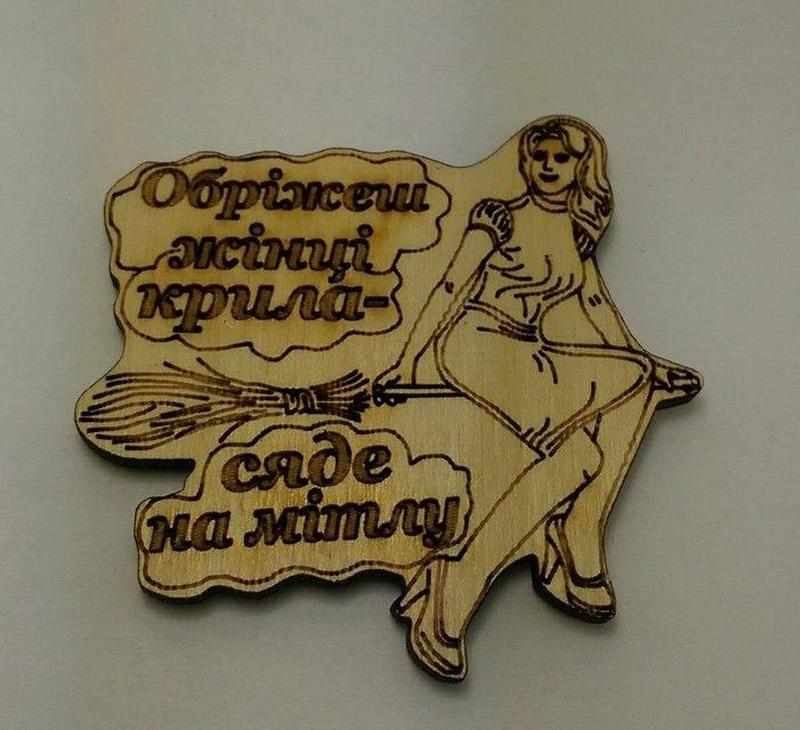 Обріжеш
жінці
крила-
сяде
на мітлу